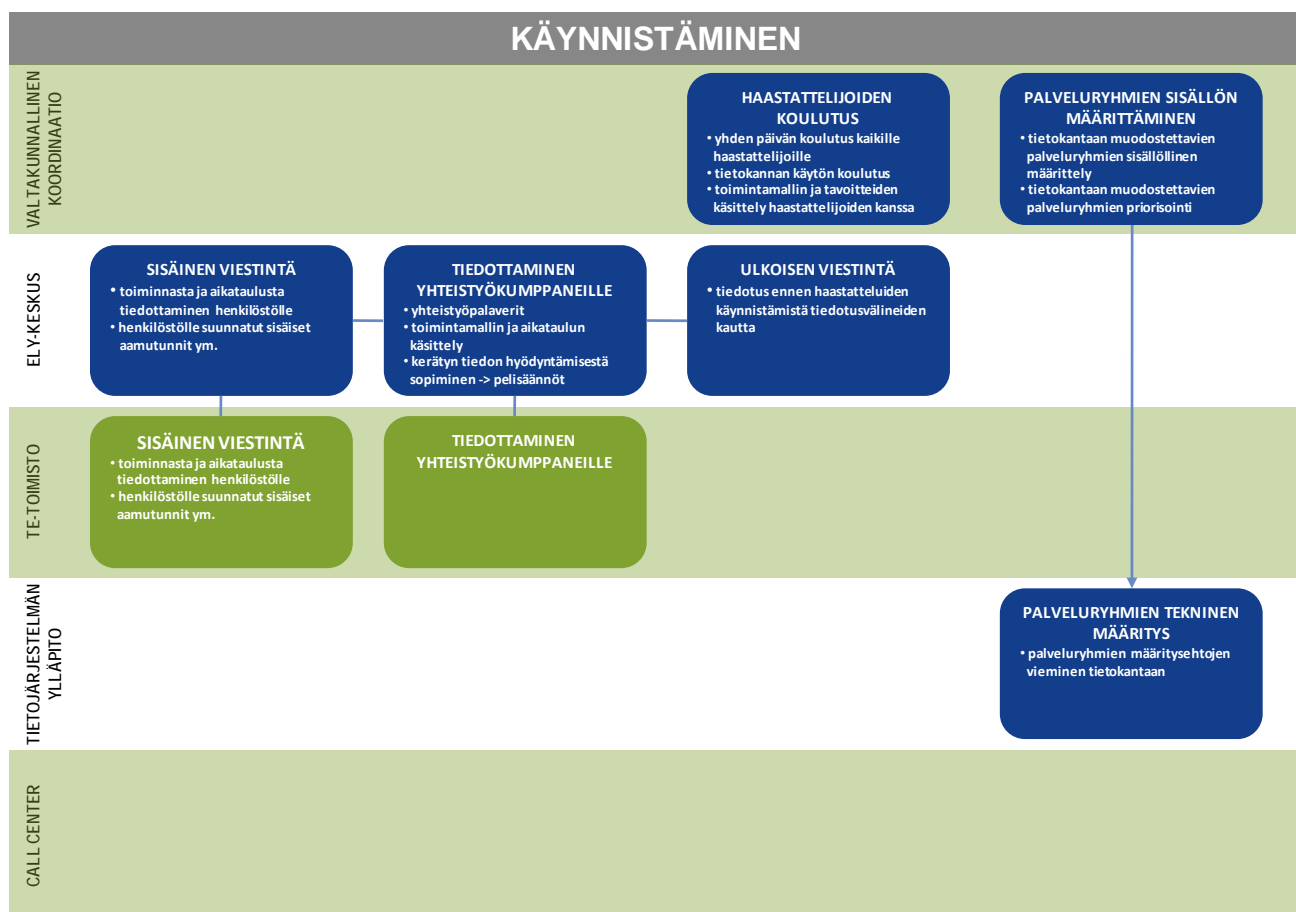 KÄYNNISTÄMINEN
VALTAKUNNALLINEN
KOORDINAATIO
HAASTATTELIJOIDEN
KOULUTUS
• yhden päivän koulutus kaikille
haastattelijoille
• tietokannan käytön koulutus
• toimintamallin ja tavoitteiden
käsittely haastattelijoiden kanssa
PALVELURYHMIEN SISÄLLÖN
MÄÄRITTÄMINEN
• tietokantaan muodostettavien
palveluryhmien sisällöllinen
määrittely
• tietokantaan muodostettavien
palveluryhmien priorisointi
ELY-KESKUS
SISÄINEN VIESTINTÄ
• toiminnasta ja aikataulusta
tiedottaminen henkilöstölle
• henkilöstölle suunnatut sisäiset
aamutunnit ym.
TIEDOTTAMINEN
YHTEISTYÖKUMPPANEILLE
• yhteistyöpalaverit
• toimintamallin ja aikataulun
käsittely
• kerätyn tiedon hyödyntämisestä
sopiminen -> pelisäännöt
ULKOISEN VIESTINTÄ
• tiedotus ennen haastatteluiden
käynnistämistä tiedotusvälineiden
kautta
TE-TOIMISTO
SISÄINEN VIESTINTÄ
• toiminnasta ja aikataulusta
tiedottaminen henkilöstölle
• henkilöstölle suunnatut sisäiset
aamutunnit ym.
TIEDOTTAMINEN
YHTEISTYÖKUMPPANEILLE
TIETOJÄRJESTELMÄN
YLLÄPITO
PALVELURYHMIEN TEKNINEN
MÄÄRITYS
• palveluryhmien määritysehtojen
vieminen tietokantaan
CALL CENTER